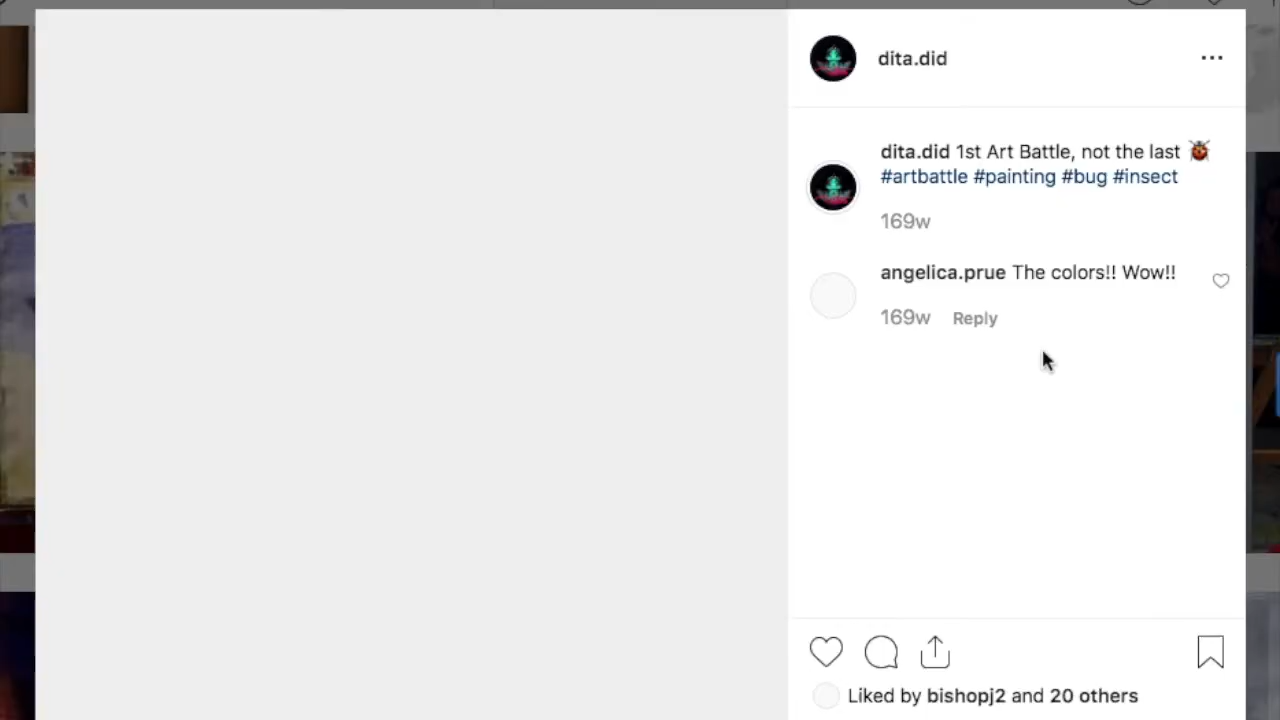 dita.did
dita.did 1st Art Battle, not the last 🐞
#artbattle #painting #bug #insect
169w
angelica.prue The colors!! Wow!!
169w Reply
Liked by bishopj2 and 20 others